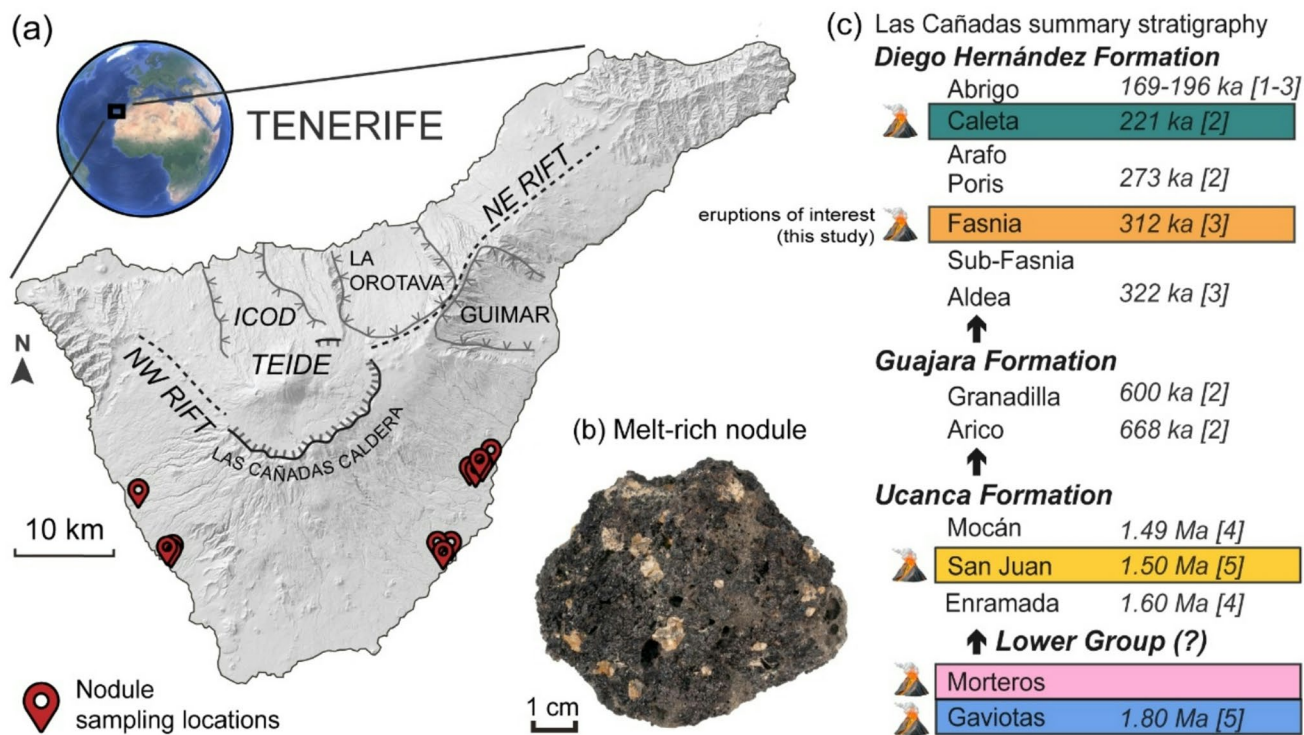 (a)
TENERIFE
NE RIFT
LA
OROTAVA
ICOD
GUIMAR
TEIDE
N
NW RIFT
LAS CAÑADAS CALDERA
10 km
Nodule
sampling locations
(b) Melt-rich nodule
1 cm
(c) Las Cañadas summary stratigraphy
Diego Hernández Formation
Abrigo 169-196 ka [1-3]
Caleta 221 ka [2]
Arafo
Poris 273 ka [2]
eruptions of interest
(this study)
Fasnia 312 ka [3]
Sub-Fasnia
Aldea 322 ka [3]
Guajara Formation
Granadilla 600 ka [2]
Arico 668 ka [2]
Ucanca Formation
Mocán 1.49 Ma [4]
San Juan 1.50 Ma [5]
Enramada 1.60 Ma [4]
Lower Group (?)
Morteros
Gaviotas 1.80 Ma [5]